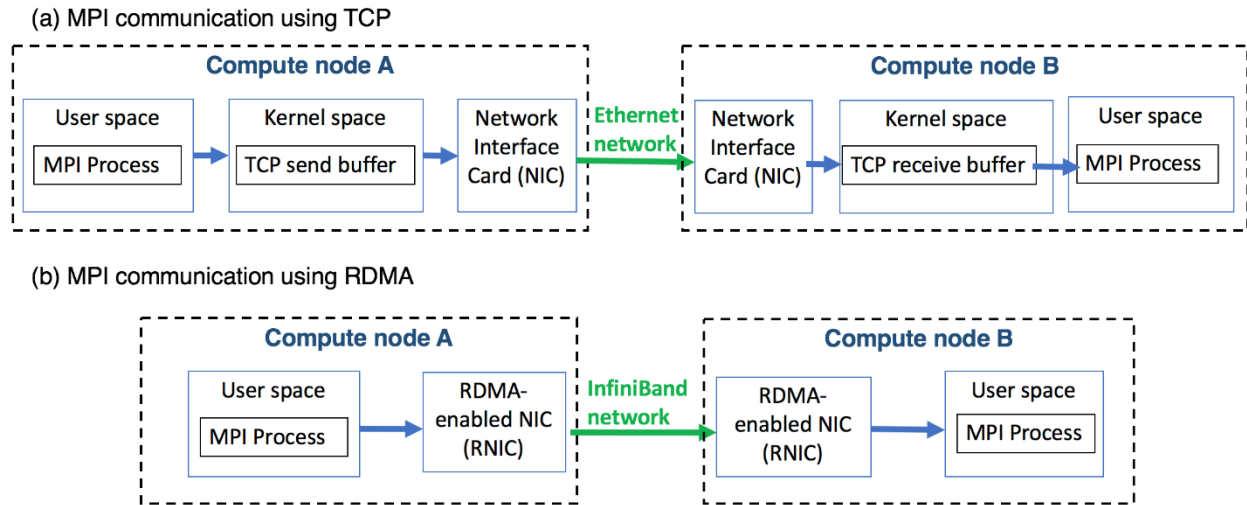 (a) MPI communication using TCP
Compute node A
User space
MPI Process
Kernel space
TCP send buffer
Network
Interface
Card (NIC)
Ethernet
network
Compute node B
Network
Interface
Card (NIC)
Kernel space
TCP receive buffer
User space
MPI Process
(b) MPI communication using RDMA
Compute node A
User space
MPI Process
RDMA-
enabled NIC
(RNIC)
InfiniBand
network
Compute node B
RDMA-
enabled NIC
(RNIC)
User space
MPI Process